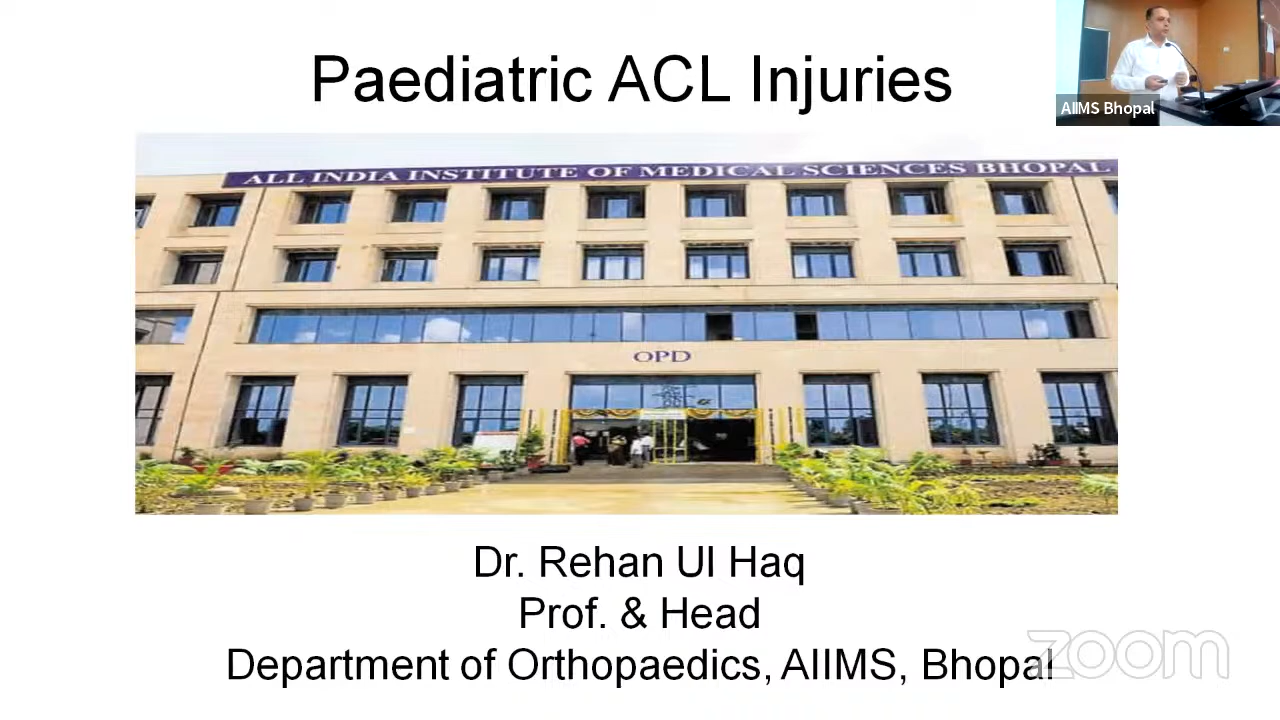 Paediatric ACL Injuries
AIIMS Bhopal
ALL INDIA INSTITUTE OF MEDICAL SCIENCES BHOPAL
OPD
Dr. Rehan Ul Haq
Prof. & Head
Department of Orthopaedics, AIIMS, Bhopal
zoom